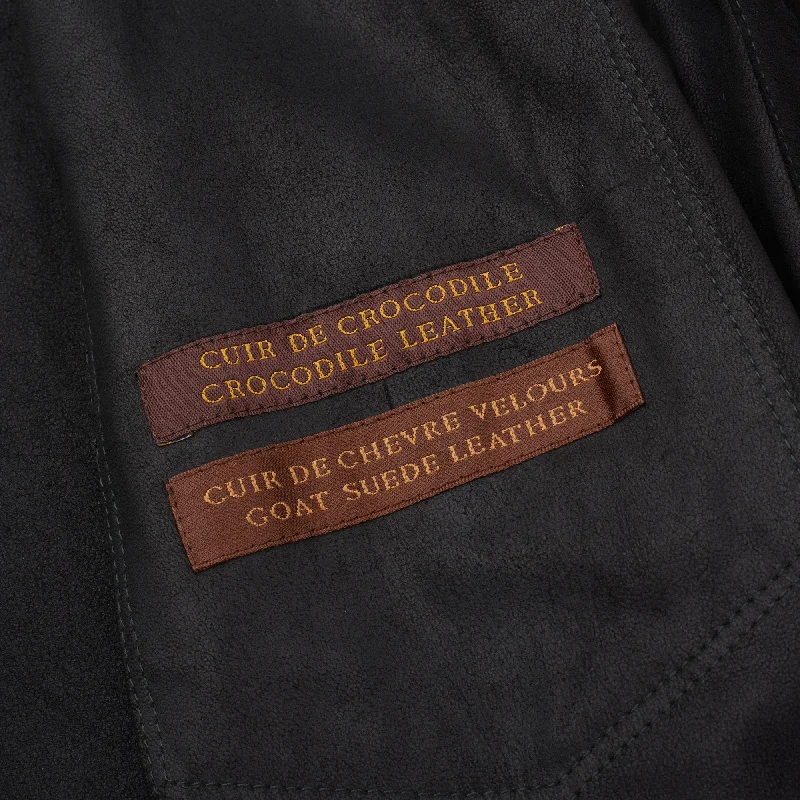 CUIR DE CROCODILE
CROCODILE LEATHER
CUIR DE CHEVRE VELOURS
GOAT SUEDE LEATHER